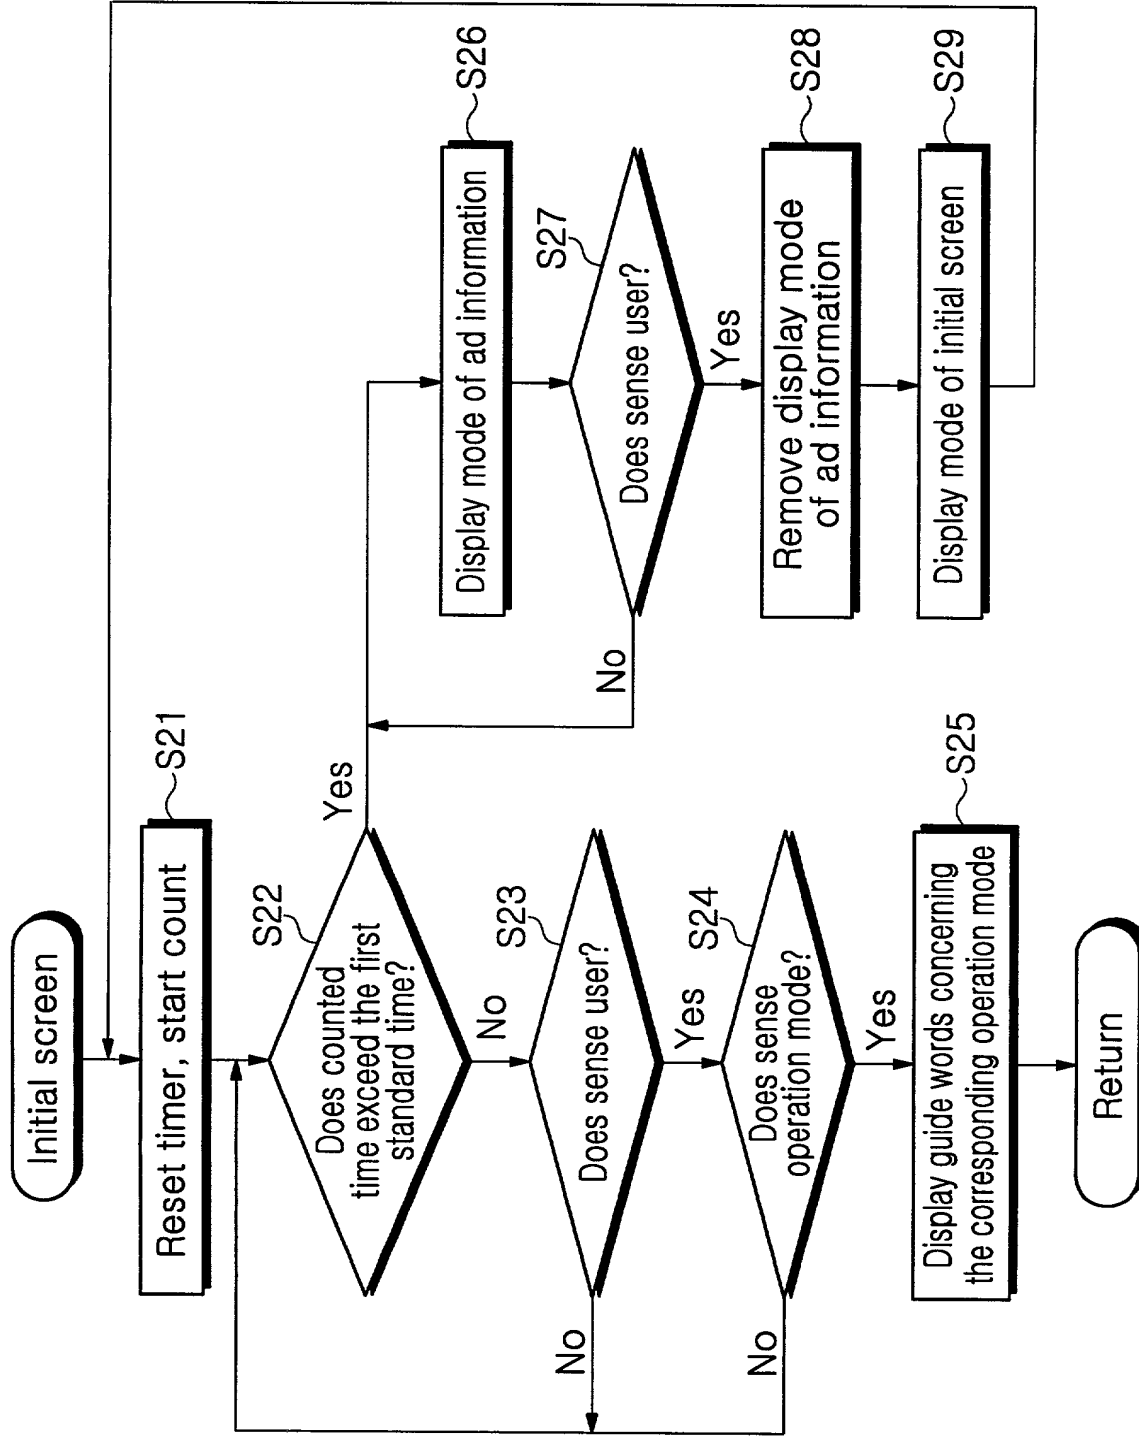 Initial screen
S21
Reset timer, start count
S22
Does counted
time exceed the first
standard time?
Yes
No
S23
Does sense user?
No
Yes
S24
Does sense
operation mode?
No
Yes
S25
Display guide words concerning
the corresponding operation mode
Return
S26
Display mode of ad information
S27
Does sense user?
No
Yes
S28
Remove display mode
of ad information
S29
Display mode of initial screen